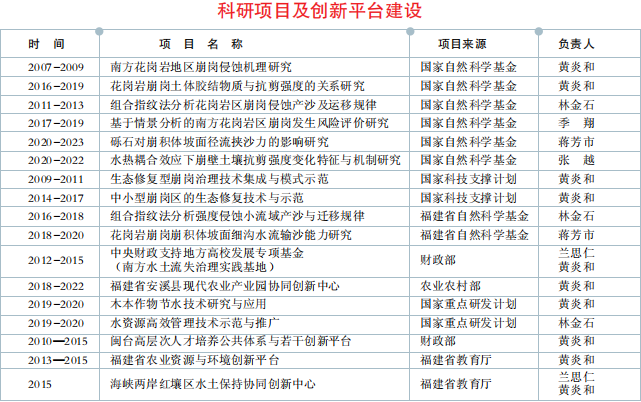 科研项目及创新平台建设
时 间 项 目 名 称 项目来源 负责人
2007-2009 南方花岗岩地区崩岗侵蚀机理研究 国家自然科学基金 黄炎和
2016-2019 花岗岩崩岗土体胶结物质与抗剪强度的关系研究 国家自然科学基金 黄炎和
2011-2013 组合指纹法分析花岗岩区崩岗侵蚀产沙及运移规律 国家自然科学基金 林金石
2017-2019 基于情景分析的南方花岗岩区崩岗发生风险评价研究 国家自然科学基金 季 翔
2020-2023 砾石对崩积体坡面径流挟沙力的影响研究 国家自然科学基金 蒋芳市
2020-2022 水热耦合效应下崩壁土壤抗剪强度变化特征与机制研究 国家自然科学基金 张 越
2009-2011 生态修复型崩岗治理技术集成与模式示范 国家科技支撑计划 黄炎和
2014-2017 中小型崩岗区的生态修复技术与示范 国家科技支撑计划 黄炎和
2016-2018 组合指纹法分析强度侵蚀小流域产沙与迁移规律 福建省自然科学基金 林金石
2018-2020 花岗岩崩岗崩积体坡面细沟水流输沙能力研究 福建省自然科学基金 蒋芳市
2012-2015 中央财政支持地方高校发展专项基金 财政部 兰思仁
（南方水土流失治理实践基地） 黄炎和
2018-2022 福建省安溪县现代农业产业园协同创新中心 农业农村部 黄炎和
2019-2020 木本作物节水技术研究与应用 国家重点研发计划 黄炎和
2019-2020 水资源高效管理技术示范与推广 国家重点研发计划 林金石
2010—2015 闽台高层次人才培养公共体系与若干创新平台 财政部 黄炎和
2013—2015 福建省农业资源与环境创新平台 福建省教育厅 黄炎和
2015 海峡两岸红壤区水土保持协同创新中心 福建省教育厅 兰思仁
黄炎和